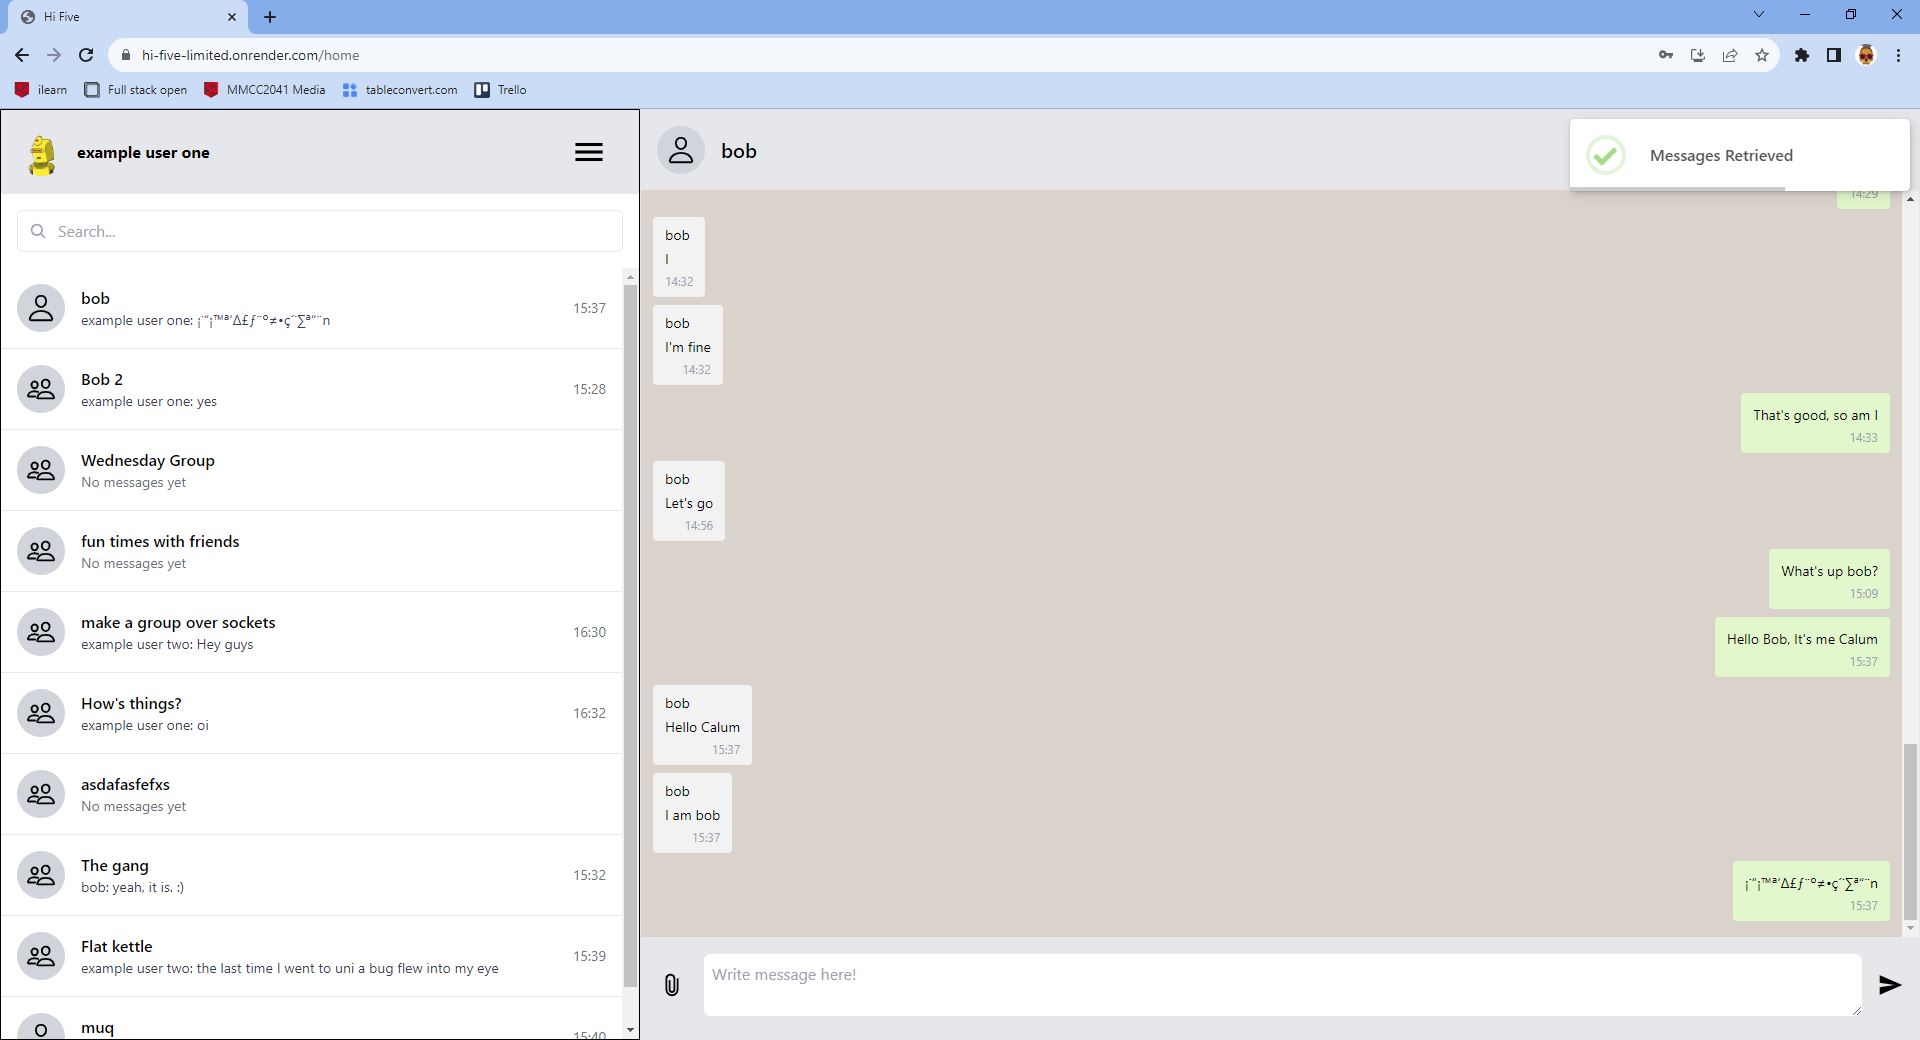 Hi Five
hi-five-limited.onrender.com/home
ilearn
Full stack open
MMCC2041 Media
tableconvert.com
Trello
example user one
Search...
bob
15:37
example user one: ¡¨“¡™ª‘∆£ƒ¨º≠•ç´¨∑ª“¨n
Bob 2
15:28
example user one: yes
Wednesday Group
No messages yet
fun times with friends
No messages yet
make a group over sockets
16:30
example user two: Hey guys
How's things?
16:32
example user one: oi
asdafasfefxs
No messages yet
The gang
15:32
bob: yeah, it is. :)
Flat kettle
15:39
example user two: the last time I went to uni a bug flew into my eye
muq
15:40
bob
Messages Retrieved
14:29
bob
I
14:32
bob
I'm fine
14:32
That's good, so am I
14:33
bob
Let's go
14:56
What's up bob?
15:09
Hello Bob, It's me Calum
15:37
bob
Hello Calum
15:37
bob
I am bob
15:37
¡¨“¡™ª‘∆£ƒ¨º≠•ç´¨∑ª“¨n
15:37
Write message here!